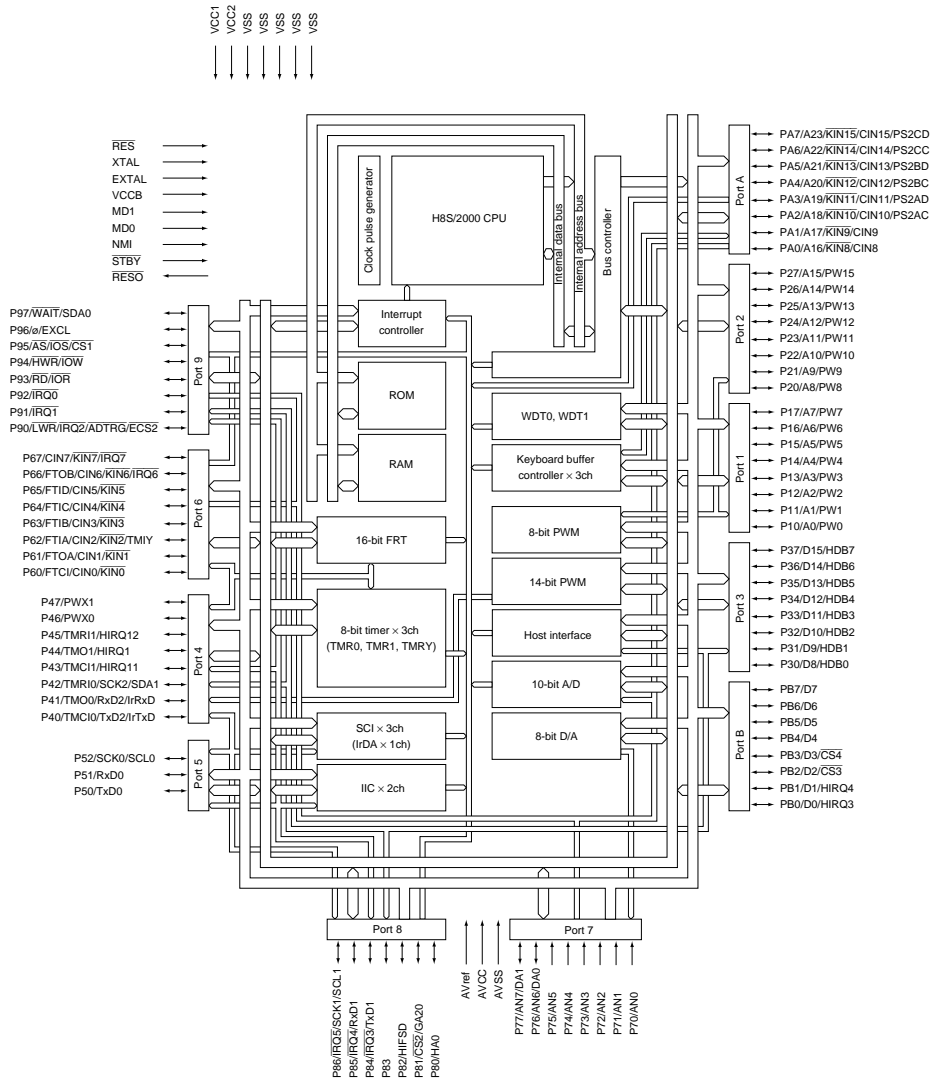 VCC1
VCC2
VSS
VSS
VSS
VSS
VSS
RES
XTAL
EXTAL
VCCB
MD1
MD0
NMI
STBY
RESO
Clock pulse generator
H8S/2000 CPU
Internal data bus
Internal address bus
Bus controller
Interrupt
controller
ROM
RAM
WDT0, WDT1
Keyboard buffer
controller × 3ch
8-bit PWM
16-bit FRT
14-bit PWM
8-bit timer × 3ch
(TMR0, TMR1, TMRY)
Host interface
10-bit A/D
8-bit D/A
SCI × 3ch
(IrDA × 1ch)
IIC × 2ch
Port 9
P97/WAIT/SDA0
P96/ø/EXCL
P95/AS/IOS/CS1
P94/HWR/IOW
P93/RD/IOR
P92/IRQ0
P91/IRQ1
P90/LWR/IRQ2/ADTRG/ECS2
Port 6
P67/CIN7/KIN7/IRQ7
P66/FTOB/CIN6/KIN6/IRQ6
P65/FTID/CIN5/KIN5
P64/FTIC/CIN4/KIN4
P63/FTIB/CIN3/KIN3
P62/FTIA/CIN2/KIN2/TMIY
P61/FTOA/CIN1/KIN1
P60/FTCI/CIN0/KIN0
Port 4
P47/PWX1
P46/PWX0
P45/TMRI1/HIRQ12
P44/TMO1/HIRQ1
P43/TMCI1/HIRQ11
P42/TMRI0/SCK2/SDA1
P41/TMO0/RxD2/IrRxD
P40/TMCI0/TxD2/IrTxD
Port 5
P52/SCK0/SCL0
P51/RxD0
P50/TxD0
Port A
PA7/A23/KIN15/CIN15/PS2CD
PA6/A22/KIN14/CIN14/PS2CC
PA5/A21/KIN13/CIN13/PS2BD
PA4/A20/KIN12/CIN12/PS2BC
PA3/A19/KIN11/CIN11/PS2AD
PA2/A18/KIN10/CIN10/PS2AC
PA1/A17/KIN9/CIN9
PA0/A16/KIN8/CIN8
Port 2
P27/A15/PW15
P26/A14/PW14
P25/A13/PW13
P24/A12/PW12
P23/A11/PW11
P22/A10/PW10
P21/A9/PW9
P20/A8/PW8
Port 1
P17/A7/PW7
P16/A6/PW6
P15/A5/PW5
P14/A4/PW4
P13/A3/PW3
P12/A2/PW2
P11/A1/PW1
P10/A0/PW0
Port 3
P37/D15/HDB7
P36/D14/HDB6
P35/D13/HDB5
P34/D12/HDB4
P33/D11/HDB3
P32/D10/HDB2
P31/D9/HDB1
P30/D8/HDB0
Port B
PB7/D7
PB6/D6
PB5/D5
PB4/D4
PB3/D3/CS4
PB2/D2/CS3
PB1/D1/HIRQ4
PB0/D0/HIRQ3
Port 8
P86/IRQ5/SCK1/SCL1
P85/IRQ4/RxD1
P84/IRQ3/TxD1
P83
P82/HIFSD
P81/CS2/GA20
P80/HA0
AVref
AVCC
AVSS
Port 7
P77/AN7/DA1
P76/AN6/DA0
P75/AN5
P74/AN4
P73/AN3
P72/AN2
P71/AN1
P70/AN0